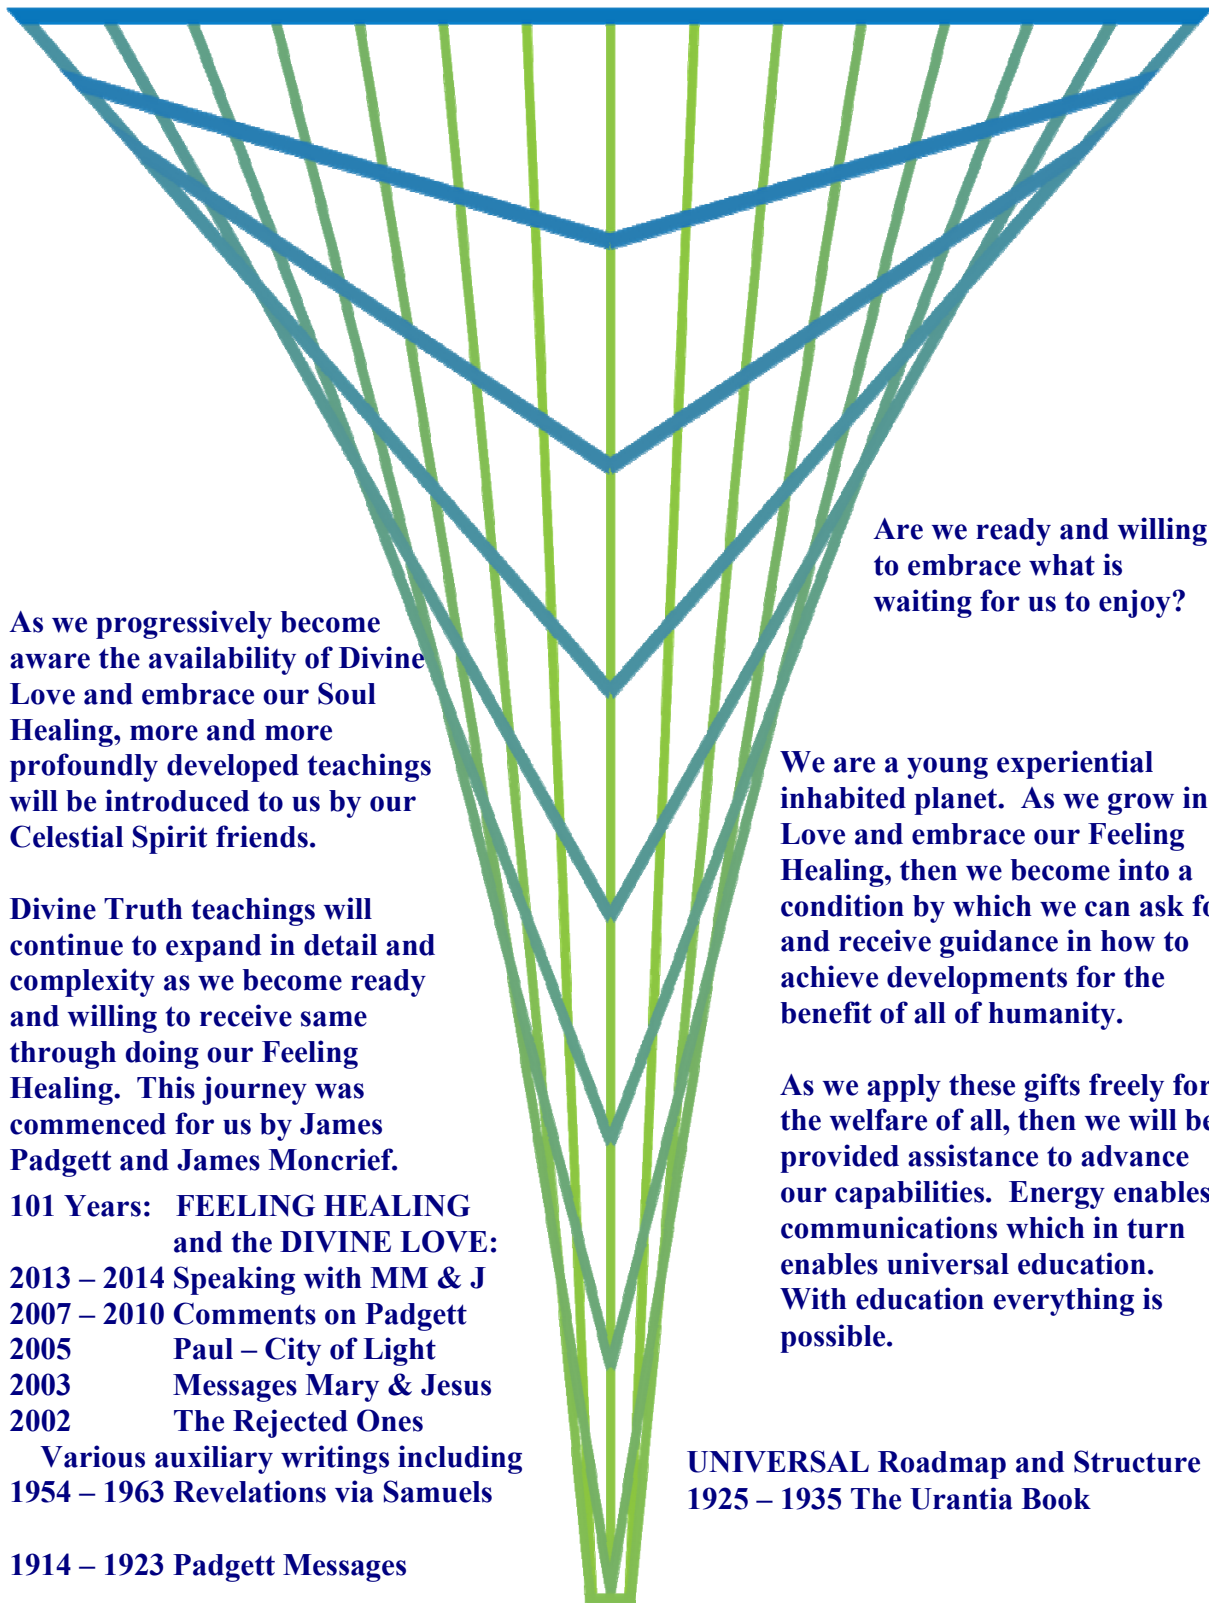 Are we ready and willing
to embrace what is
waiting for us to enjoy?
As we progressively become
aware the availability of Divine
Love and embrace our Soul
Healing, more and more
profoundly developed teachings
will be introduced to us by our
Celestial Spirit friends.
Divine Truth teachings will
continue to expand in detail and
complexity as we become ready
and willing to receive same
through doing our Feeling
Healing.  This journey was
commenced for us by James
Padgett and James Moncrief.
We are a young experiential
inhabited planet.  As we grow in
Love and embrace our Feeling
Healing, then we become into a
condition by which we can ask fo
and receive guidance in how to
achieve developments for the
benefit of all of humanity.
As we apply these gifts freely for
the welfare of all, then we will be
provided assistance to advance
our capabilities.  Energy enables
communications which in turn
enables universal education.
With education everything is
possible.
101 Years:   FEELING HEALING
and the DIVINE LOVE:
2013 – 2014 Speaking with MM & J
2007 – 2010 Comments on Padgett
2005 Paul – City of Light
2003 Messages Mary & Jesus
2002 The Rejected Ones
Various auxiliary writings including
1954 – 1963 Revelations via Samuels
1914 – 1923 Padgett Messages
UNIVERSAL Roadmap and Structure
1925 – 1935 The Urantia Book